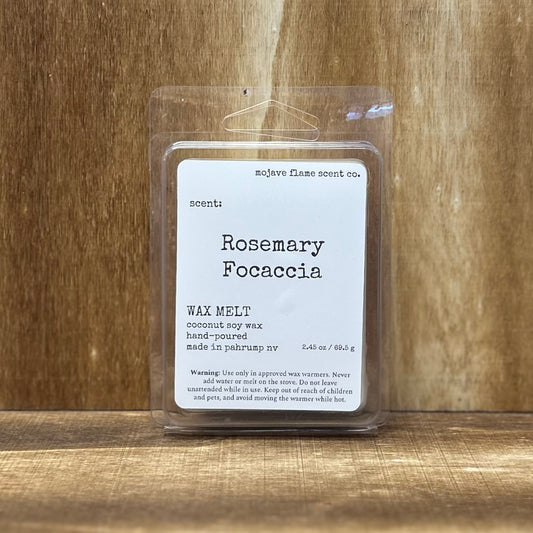 mojave flame scent co.
scent:
Rosemary
Focaccia
WAX MELT
coconut soy wax
hand-poured
made in pahrump nv 2.45 oz / 69.5 g
Warning: Use only in approved wax warmers. Never
add water or melt on the stove. Do not leave
unattended while in use. Keep out of reach of children
and pets, and avoid moving the warmer while hot.